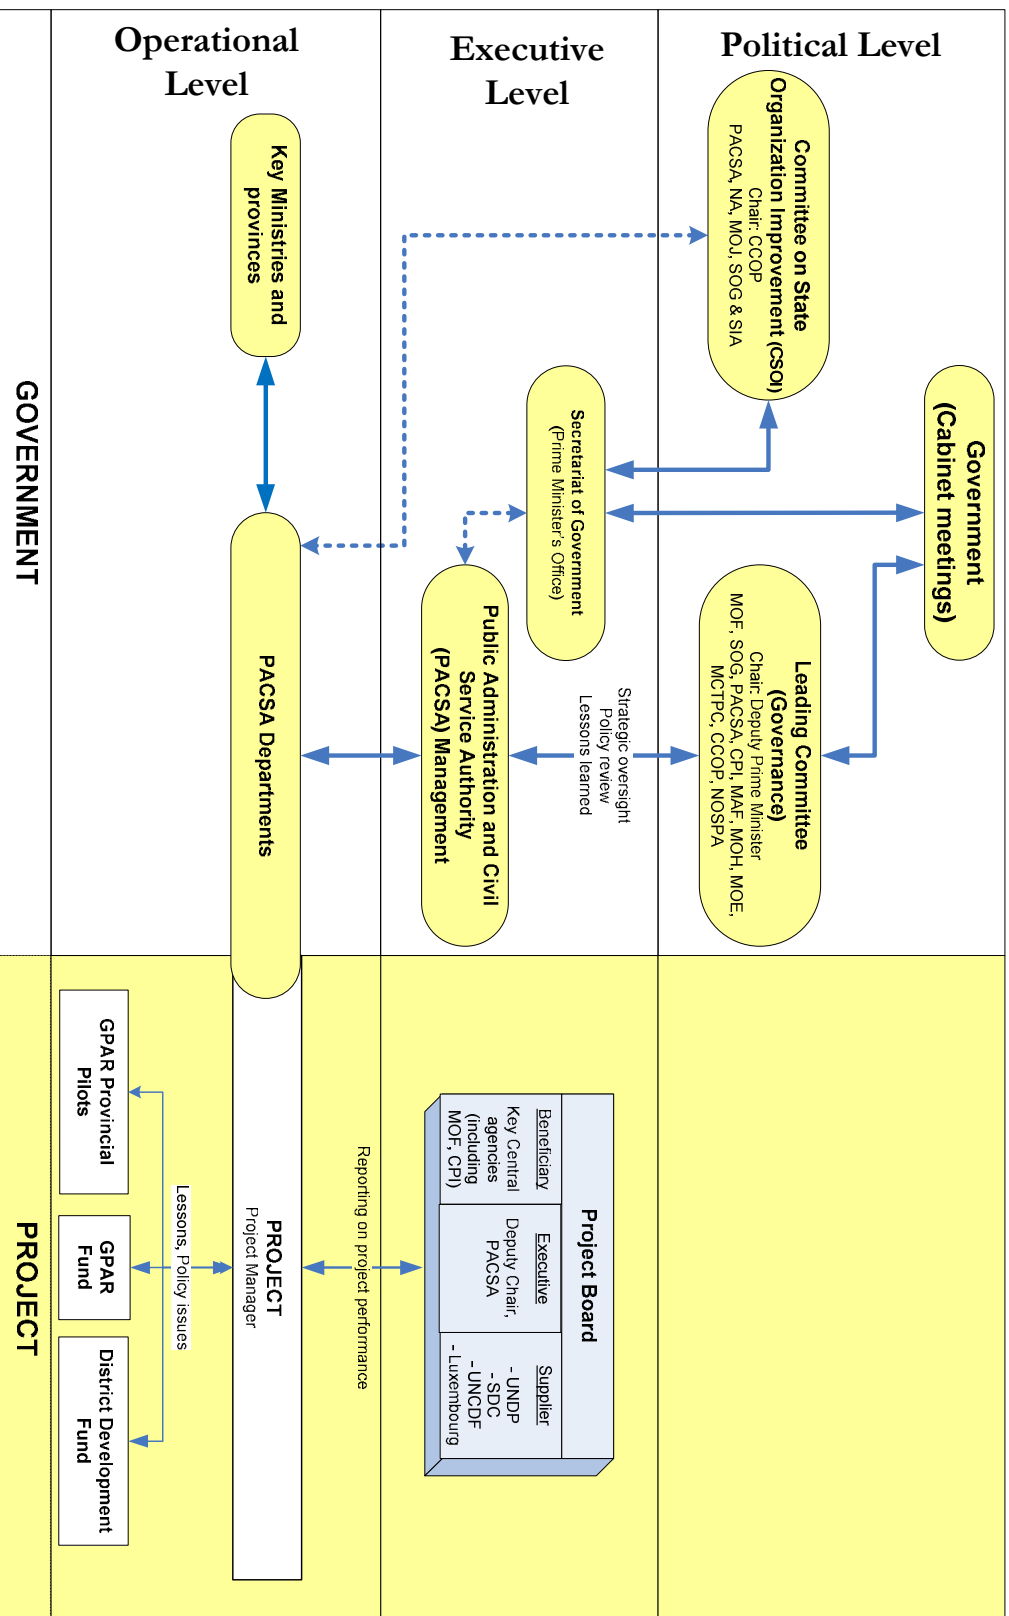 Operational
Level
Executive
Level
Political Level
Government
(Cabinet meetings)
Committee on State
Organization Improvement (CSOI)
Chair: CCOP
PACSA, NA, MOJ, SOG & SIA
Leading Committee
(Governance)
Chair: Deputy Prime Minister
MOF, SOG, PACSA, CPI, MAF, MOH, MOE,
MCTPC, CCOP, NOSPA
Secretariat of Government
(Prime Minister's Office)
Strategic oversight
Policy review
Lessons learned
Public Administration and Civil
Service Authority
(PACSA) Management
Key Ministries and
provinces
PACSA Departments
GOVERNMENT
Project Board
Beneficiary
Key Central
agencies
(including
MOF, CPI)
Executive
Deputy Chair,
PACSA
Supplier
- UNDP
- SDC
- UNCDF
- Luxembourg
Reporting on project performance
PROJECT
Project Manager
Lessons, Policy issues
GPAR Provincial
Pilots
GPAR
Fund
District Development
Fund
PROJECT